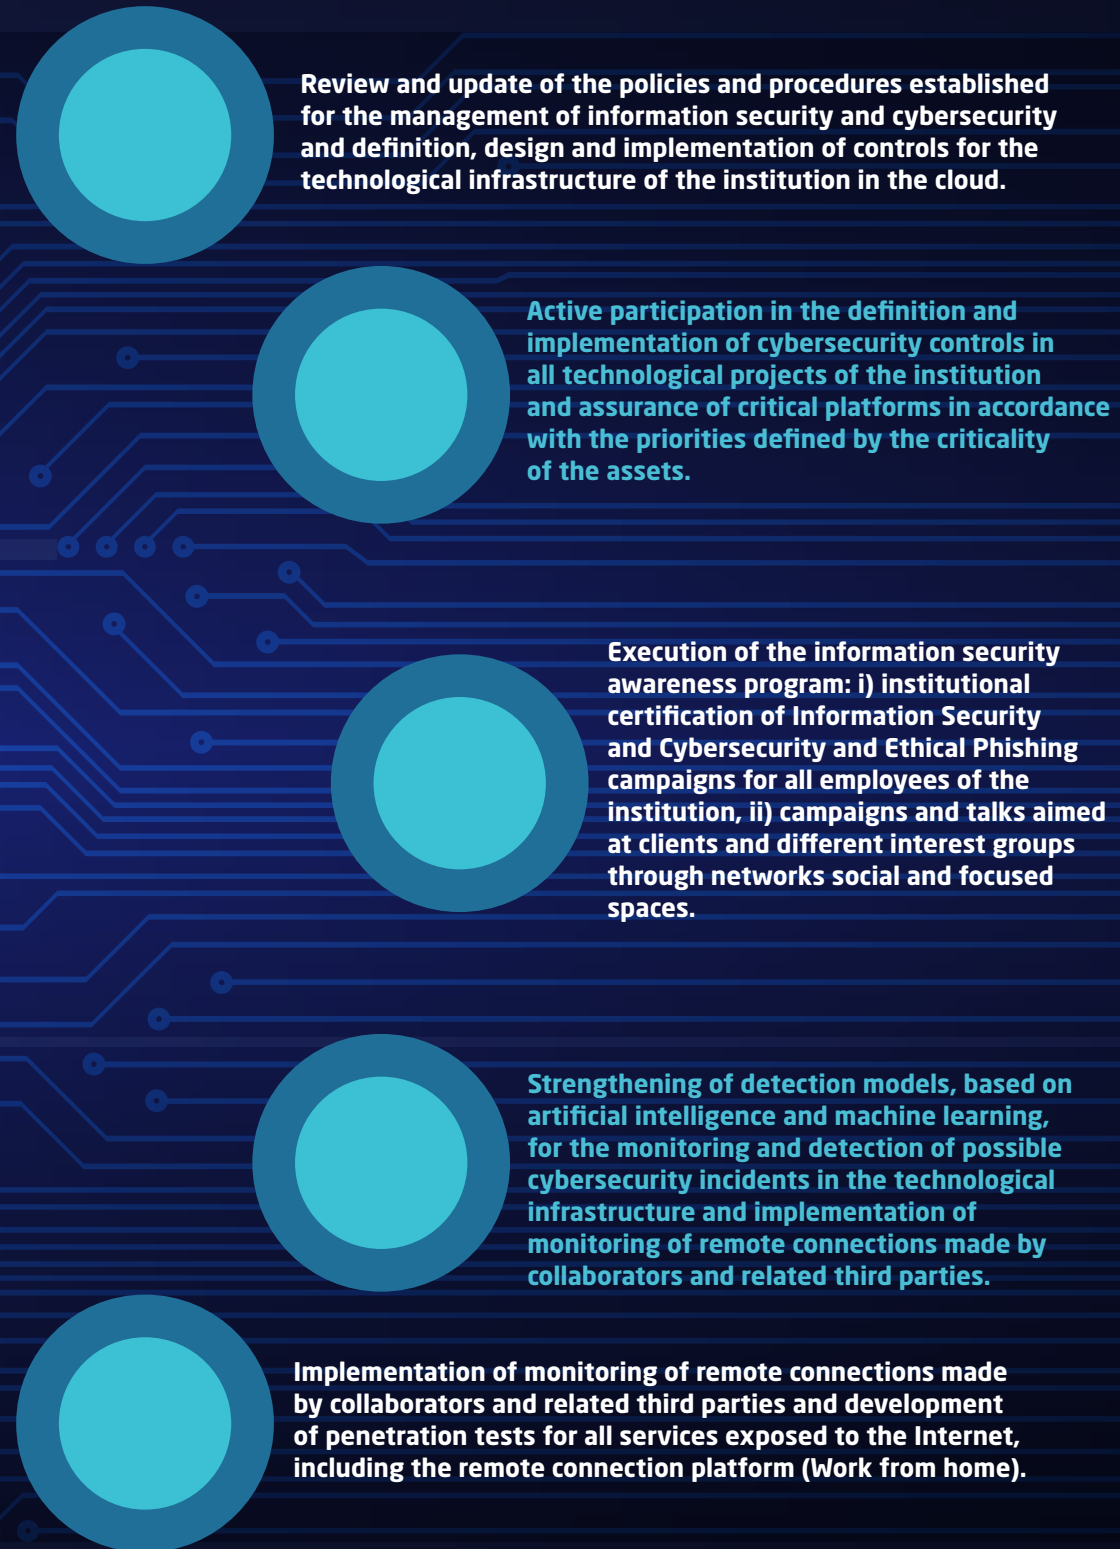 Review and update of the policies and procedures established
for the management of information security and cybersecurity
and definition, design and implementation of controls for the
technological infrastructure of the institution in the cloud.
Active participation in the definition and
implementation of cybersecurity controls in
all technological projects of the institution
and assurance of critical platforms in accordance
with the priorities defined by the criticality
of the assets.
Execution of the information security
awareness program: i) institutional
certification of Information Security
and Cybersecurity and Ethical Phishing
campaigns for all employees of the
institution, ii) campaigns and talks aimed
at clients and different interest groups
through networks social and focused
spaces.
Strengthening of detection models, based on
artificial intelligence and machine learning,
for the monitoring and detection of possible
cybersecurity incidents in the technological
infrastructure and implementation of
monitoring of remote connections made by
collaborators and related third parties.
Implementation of monitoring of remote connections made
by collaborators and related third parties and development
of penetration tests for all services exposed to the Internet,
including the remote connection platform (Work from home).